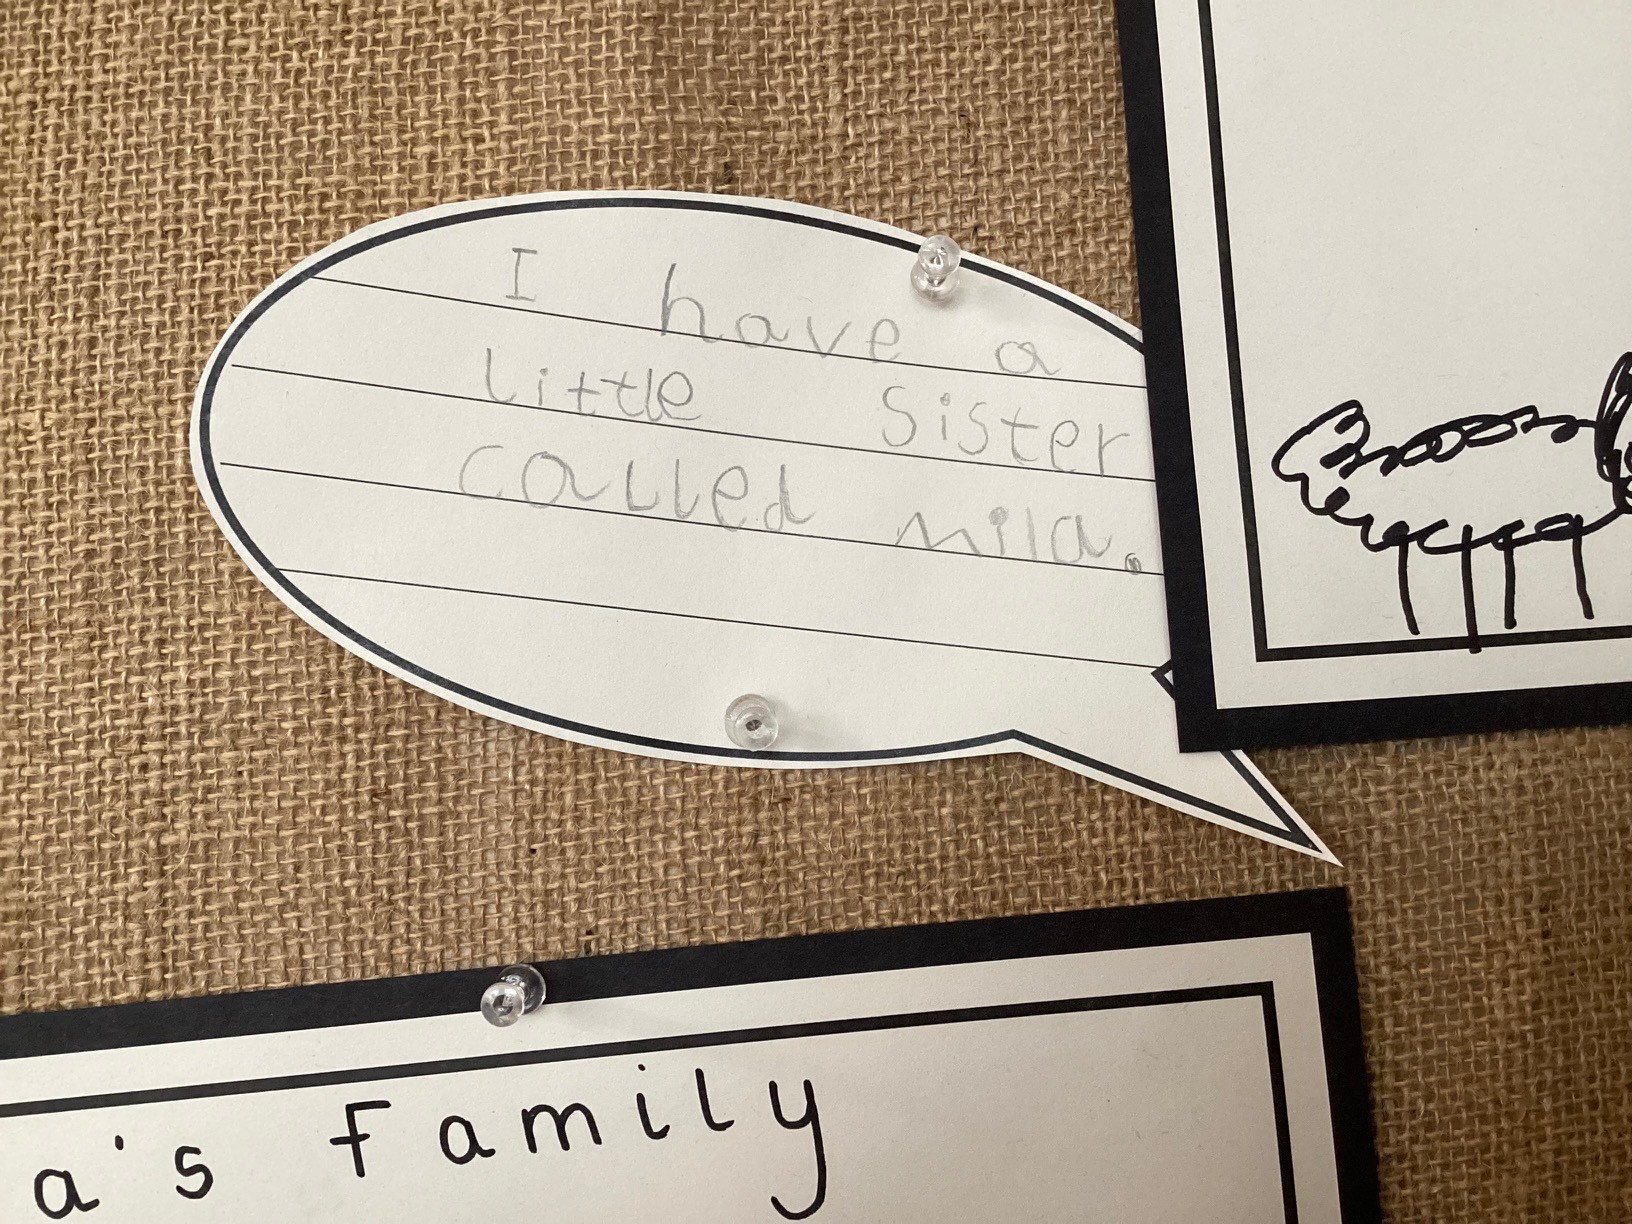 I have a
little sister
called mila.
a's family